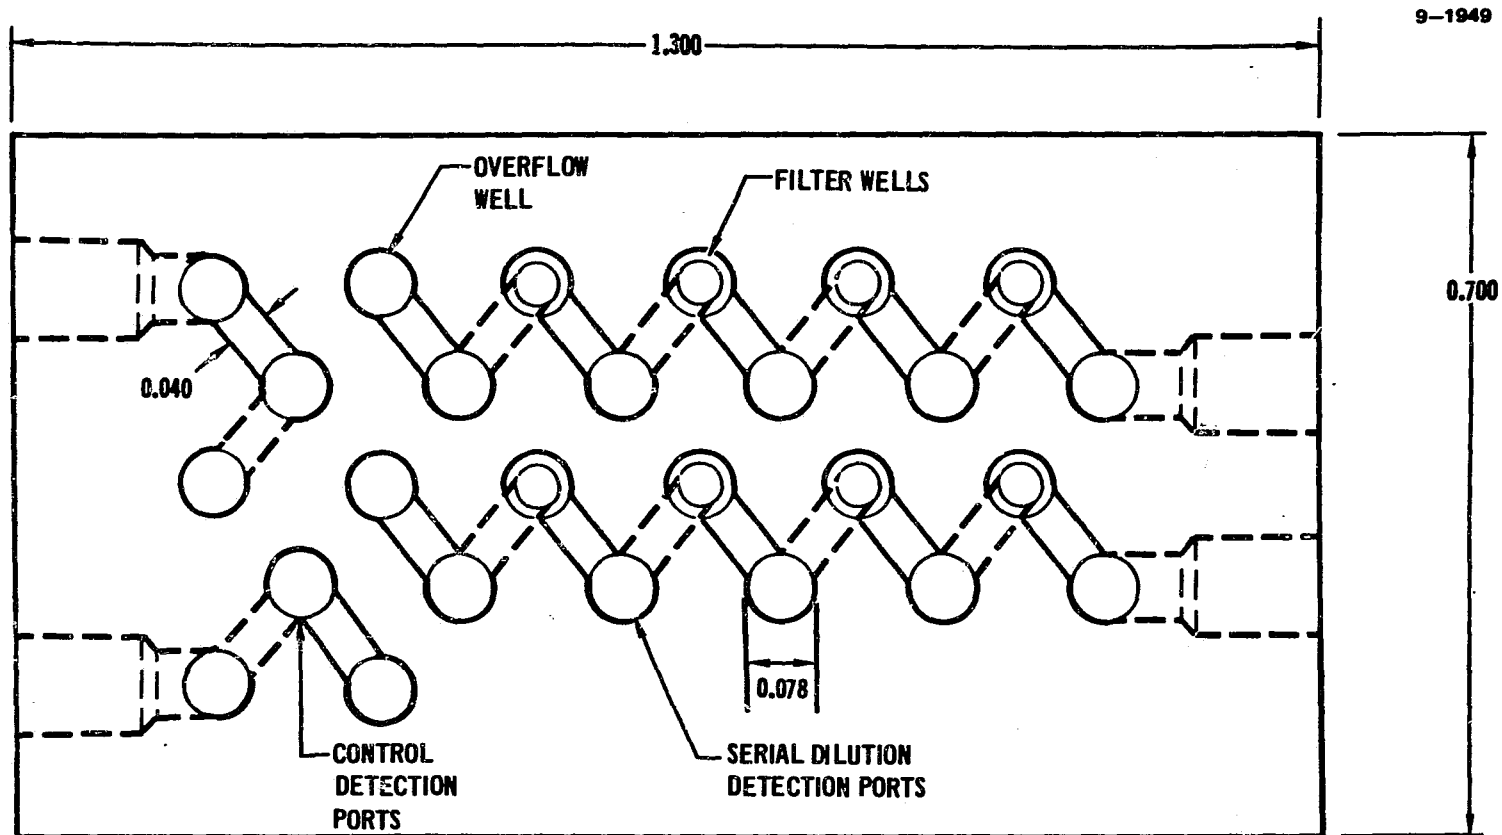 9-1949
1.300
OVERFLOW
WELL
FILTER WELLS
0.700
0.040
0.078
CONTROL
DETECTION
PORTS
SERIAL DILUTION
DETECTION PORTS